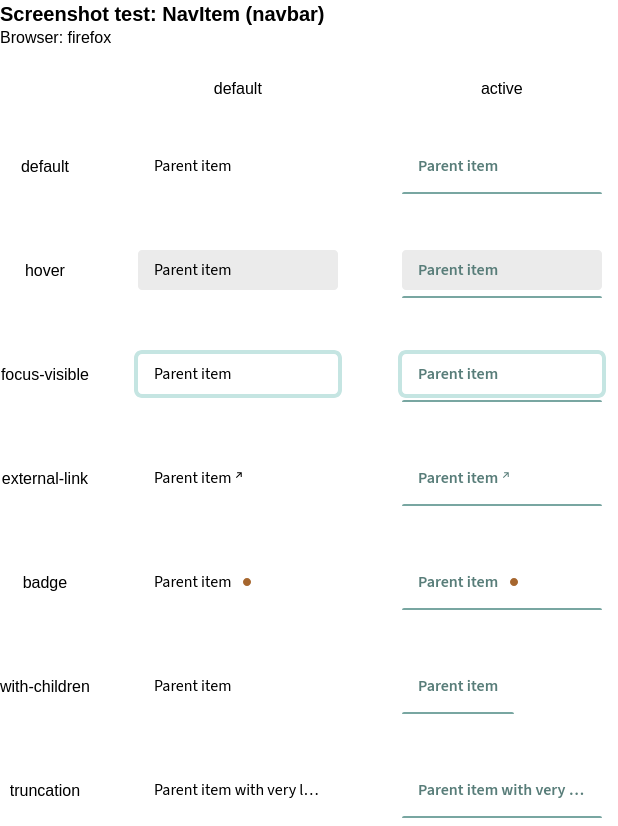 Screenshot test: NavItem (navbar)
Browser: firefox
default active
default Parent item Parent item
hover Parent item Parent item
focus-visible Parent item Parent item
external-link Parent item ↗ Parent item ↗
badge Parent item Parent item
with-children Parent item Parent item
truncation Parent item with very l… Parent item with very …